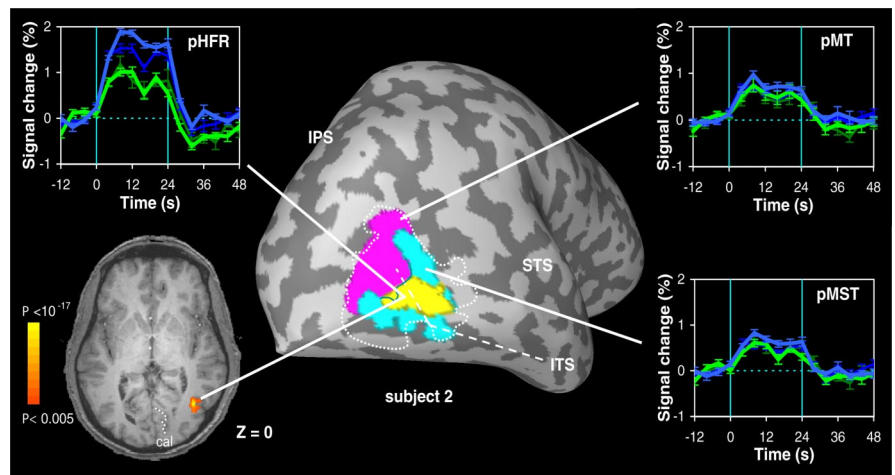 2
1
0
-1
Signal change (%)
pHFR
-12 0 12 24 36 48
Time (s)
2
1
0
-1
Signal change (%)
pMT
-12 0 12 24 36 48
Time (s)
IPS
STS
ITS
subject 2
P <10-17
P< 0.005
cal
Z = 0
2
1
0
-1
Signal change (%)
pMST
-12 0 12 24 36 48
Time (s)